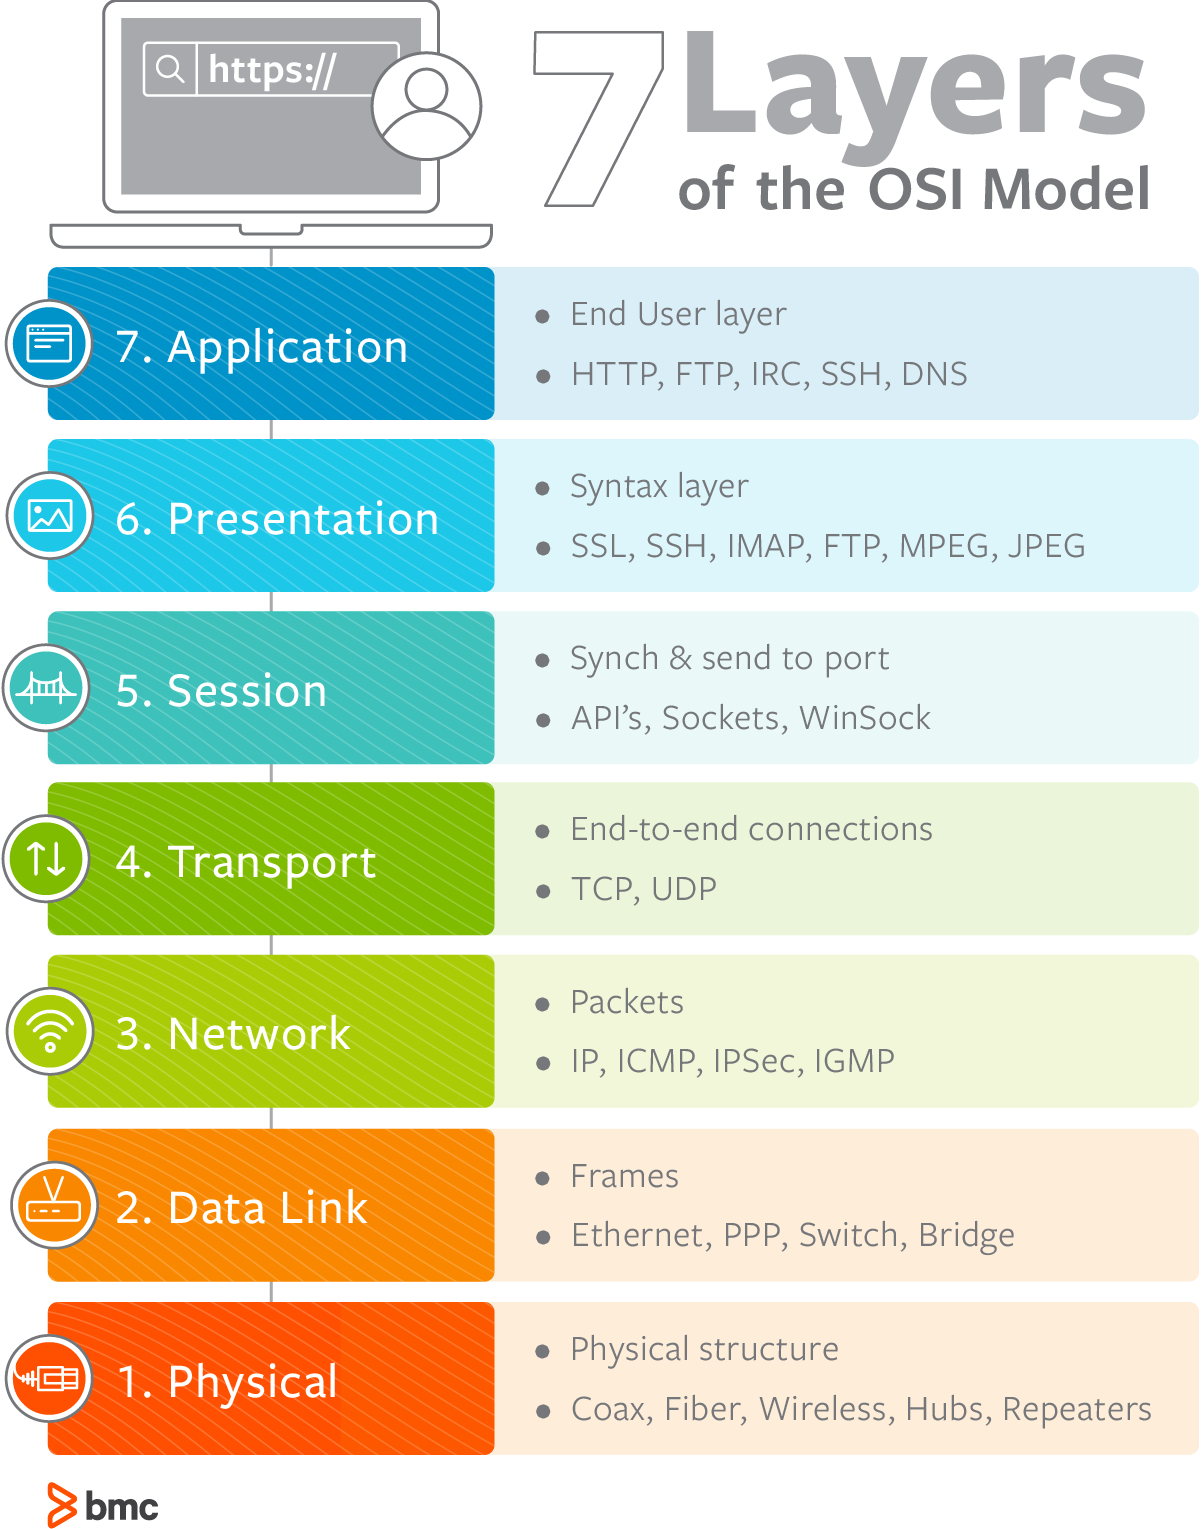 https://
7 Layers
of the OSI Model
7. Application
• End User layer
• HTTP, FTP, IRC, SSH, DNS
6. Presentation
• Syntax layer
• SSL, SSH, IMAP, FTP, MPEG, JPEG
5. Session
• Synch & send to port
• API’s, Sockets, WinSock
4. Transport
• End-to-end connections
• TCP, UDP
3. Network
• Packets
• IP, ICMP, IPSec, IGMP
2. Data Link
• Frames
• Ethernet, PPP, Switch, Bridge
1. Physical
• Physical structure
• Coax, Fiber, Wireless, Hubs, Repeaters
bmc